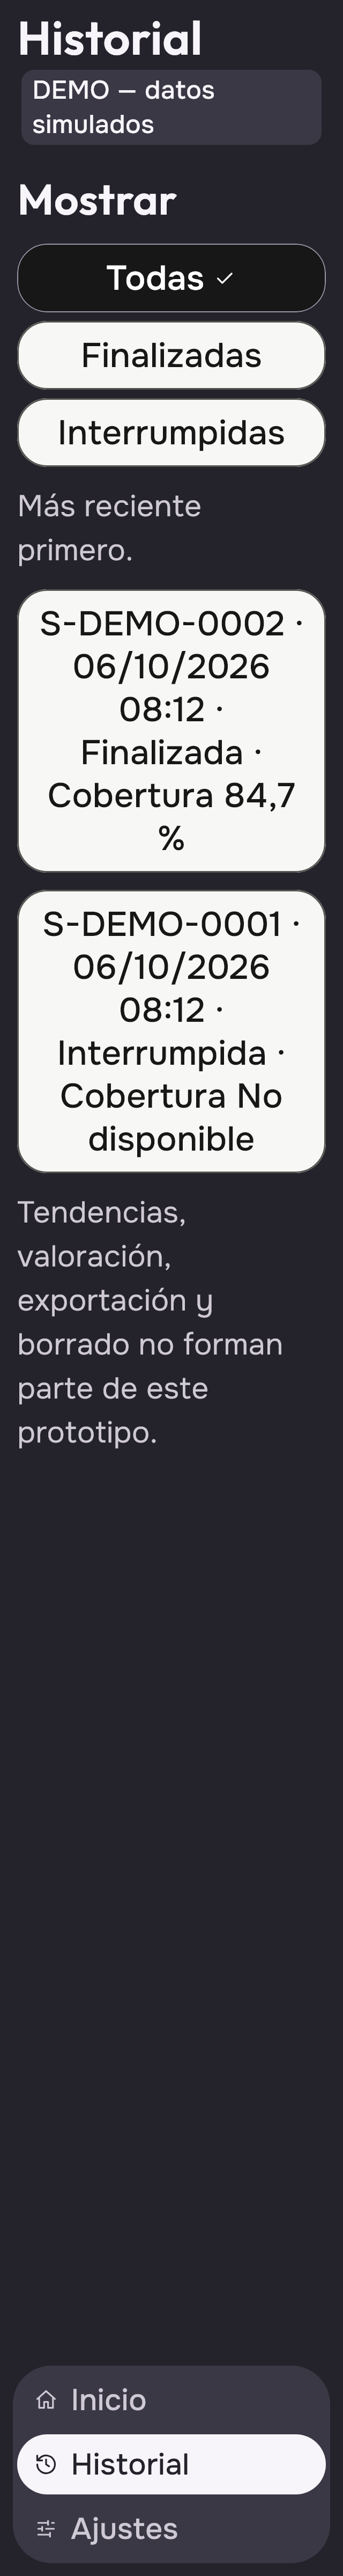 Historial
DEMO — datos
simulados
Mostrar
Todas ✓
Finalizadas
Interrumpidas
Más reciente
primero.
S-DEMO-0002 ·
06/10/2026
08:12 ·
Finalizada ·
Cobertura 84,7
%
S-DEMO-0001 ·
06/10/2026
08:12 ·
Interrumpida ·
Cobertura No
disponible
Tendencias,
valoración,
exportación y
borrado no forman
parte de este
prototipo.
Inicio
Historial
Ajustes